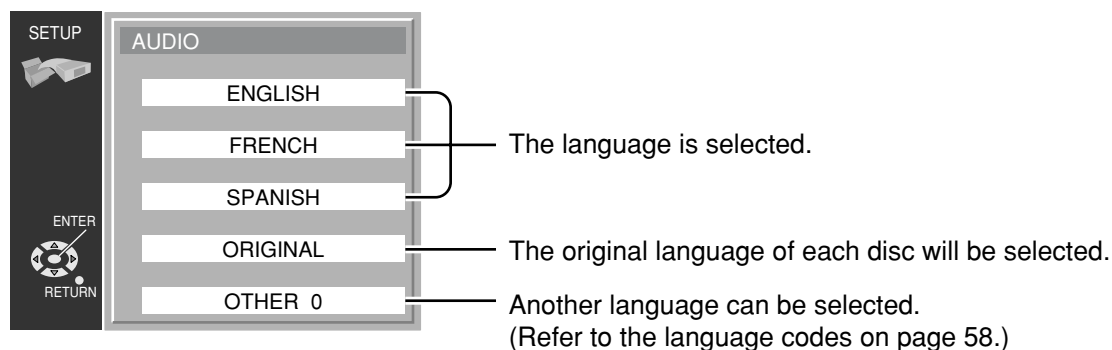 SETUP
AUDIO
ENGLISH
FRENCH
SPANISH
The language is selected.
ENTER
ORIGINAL
The original language of each disc will be selected.
RETURN
OTHER 0
Another language can be selected.
(Refer to the language codes on page 58.)